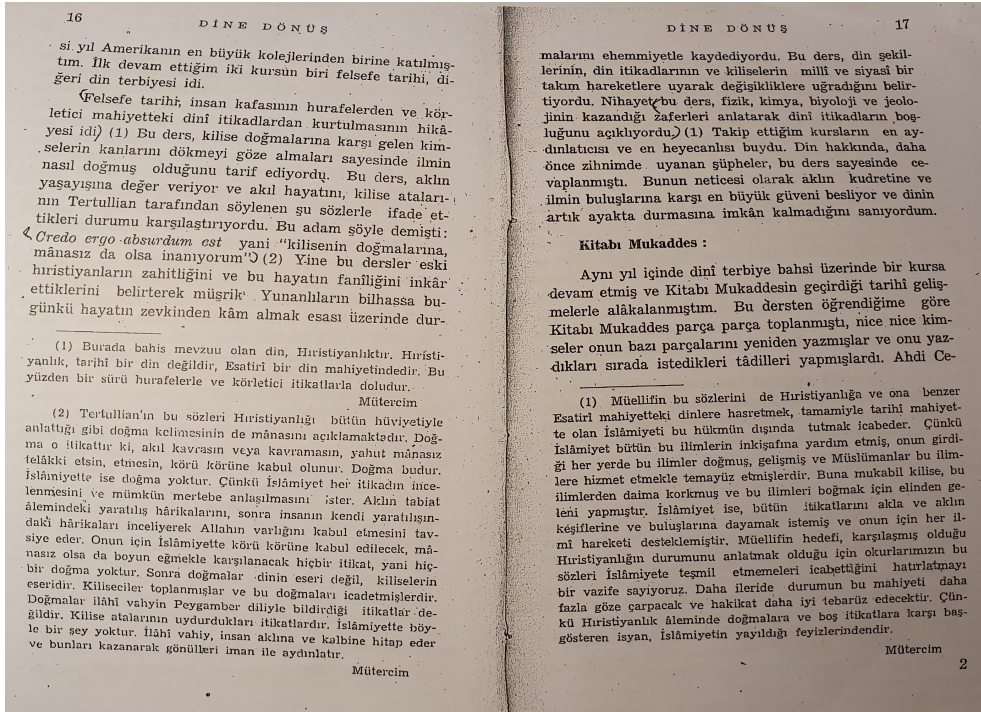 16
DİNE DÖNÜŞ
si yıl Amerikanın en büyük kolejlerinden birine katılmış-
tım. İlk devam ettiğim iki kursun biri felsefe tarihi, di-
ğeri din terbiyesi idi.
Felsefe tarihi, insan kafasının hurafelerden ve kör-
letici mahiyetteki dinî itikadlardan kurtulmasının hikâ-
yesi idi) (1) Bu ders, kilise doğmalarına karşı gelen kim-
selerin kanlarını dökmeyi göze almaları sayesinde ilmin
nasıl doğmuş olduğunu tarif ediyordu. Bu ders, aklın
yaşayışına değer veriyor ve akıl hayatını, kilise ataları-
nın Tertullian tarafından söylenen şu sözlerle ifade et-
tikleri durumu karşılaştırıyordu. Bu adam şöyle demişti:
Credo ergo absurdum est yani "kilisenin doğmalarına,
mânasız da olsa inanıyorum") (2) Yine bu dersler eski
hıristiyanların zahitliğini ve bu hayatın fanîliğini inkâr
ettiklerini belirterek müşrik Yunanlıların bilhassa bu-
günkü hayatın zevkinden kâm almak esası üzerinde dur-
(1) Burada bahis mevzuu olan din, Hıristiyanlıktır. Hıristi-
yanlık, tarihî bir din değildir, Esatirî bir din mahiyetindedir. Bu
yüzden bir sürü hurafelerle ve körletici itikatlarla doludur.
Mütercim
(2) Tertullian'ın bu sözleri Hıristiyanlığı bütün hüviyetiyle
anlattığı gibi doğma kelimesinin de mânasını açıklamaktadır. Doğ-
ma o itikattır ki, akıl kavrasın veya kavramasın, yahut mânasız
telâkki etsin, etmesin, körü körüne kabul olunur. Doğma budur.
İslâmiyette ise doğma yoktur. Çünkü İslâmiyet her itikadın ince-
lenmesini ve mümkün mertebe anlaşılmasını ister. Aklın tabiat
âlemindeki yaratılış hârikalarını, sonra insanın kendi yaratılışın-
daki hârikaları inceliyerek Allahın varlığını kabul etmesini tav-
siye eder. Onun için İslâmiyette körü körüne kabul edilecek, mâ-
nasız olsa da boyun eğmekle karşılanacak hiçbir itikat, yani hiç-
bir doğma yoktur. Sonra doğmalar dinin eseri değil, kiliselerin
eseridir. Kiliseciler toplanmışlar ve bu doğmaları icadetmişlerdir.
Doğmalar ilâhî vahyin Peygamber diliyle bildirdiği itikatlar de-
ğildir. Kilise atalarının uydurdukları itikatlardır. İslâmiyette böy-
le bir şey yoktur. İlâhî vahiy, insan aklına ve kalbine hitap eder
ve bunları kazanarak gönülleri iman ile aydınlatır.
Mütercim
DİNE DÖNÜŞ
17
malarını ehemmiyetle kaydediyordu. Bu ders, din şekil-
lerinin, din itikadlarının ve kiliselerin millî ve siyasî bir
takım hareketlere uyarak değişikliklere uğradığını belir-
tiyordu. Nihayet bu ders, fizik, kimya, biyoloji ve jeolo-
jinin kazandığı zaferleri anlatarak dinî itikadların boş-
luğunu açıklıyordu.) (1) Takip ettiğim kursların en ay-
dınlatıcısı ve en heyecanlısı buydu. Din hakkında, daha
önce zihnimde uyanan şüpheler, bu ders sayesinde ce-
vaplanmıştı. Bunun neticesi olarak aklın kudretine ve
ilmin buluşlarına karşı en büyük güveni besliyor ve dinin
artık ayakta durmasına imkân kalmadığını sanıyordum.
Kitabı Mukaddes :
Aynı yıl içinde dinî terbiye bahsi üzerinde bir kursa
devam etmiş ve Kitabı Mukaddesin geçirdiği tarihî geliş-
melerle alâkalanmıştım. Bu dersten öğrendiğime göre
Kitabı Mukaddes parça parça toplanmıştı, nice nice kim-
seler onun bazı parçalarını yeniden yazmışlar ve onu yaz-
dıkları sırada istedikleri tâdilleri yapmışlardı. Ahdi Ce-
(1) Müellifin bu sözlerini de Hıristiyanlığa ve ona benzer
Esatirî mahiyetteki dinlere hasretmek, tamamiyle tarihî mahiyet-
te olan İslâmiyeti bu hükmün dışında tutmak icabeder. Çünkü
İslâmiyet bütün bu ilimlerin inkişafına yardım etmiş, onun girdi-
ği her yerde bu ilimler doğmuş, gelişmiş ve Müslümanlar bu ilim-
lere hizmet etmekle temayüz etmişlerdir. Buna mukabil kilise, bu
ilimlerden daima korkmuş ve bu ilimleri boğmak için elinden ge-
leni yapmıştır. İslâmiyet ise, bütün itikatlarını akla ve aklın
keşiflerine ve buluşlarına dayamak istemiş ve onun için her il-
mî hareketi desteklemiştir. Müellifin hedefi, karşılaşmış olduğu
Hıristiyanlığın durumunu anlatmak olduğu için okurlarımızın bu
sözleri İslâmiyete teşmil etmemeleri icabettiğini hatırlatmayı
bir vazife sayıyoruz. Daha ileride durumun bu mahiyeti daha
fazla göze çarpacak ve hakikat daha iyi tebarüz edecektir. Çün-
kü Hıristiyanlık âleminde doğmalara ve boş itikatlara karşı baş-
gösteren isyan, İslâmiyetin yayıldığı feyizlerindendir.
Mütercim
2